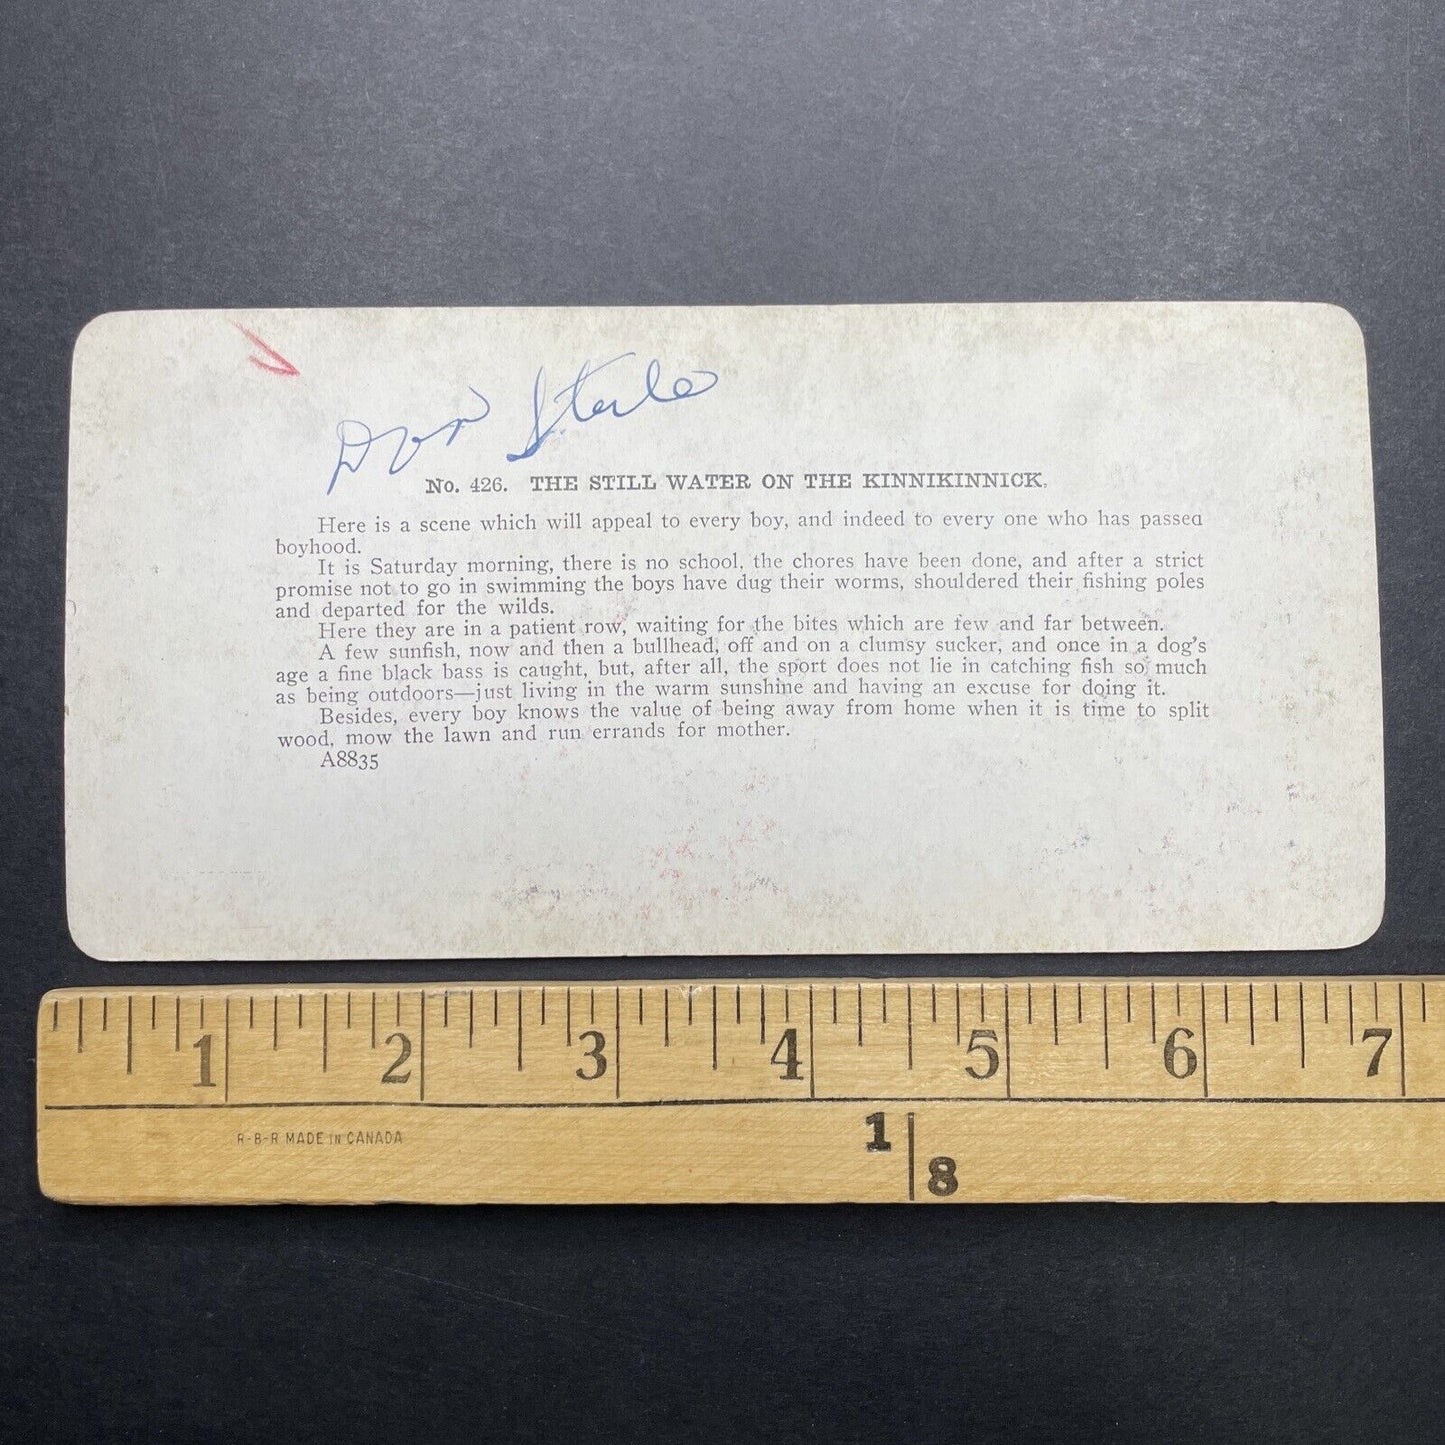 Don
No. 426. THE STILL WATER ON THE KINNIKINNICK.
Here is a scene which will appeal to every boy, and indeed to every one who has passed
boyhood.
It is Saturday morning, there is no school, the chores have been done, and after a strict
promise not to go in swimming the boys have dug their worms, shouldered their fishing poles
and departed for the wilds.
Here they are in a patient row, waiting for the bites which are few and far between.
A few sunfish, now and then a bullhead, off and on a clumsy sucker, and once in a dog's
age a fine black bass is caught, but, after all, the sport does not lie in catching fish so much
as being outdoors—just living in the warm sunshine and having an excuse for doing it.
Besides, every boy knows the value of being away from home when it is time to split
wood, mow the lawn and run errands for mother.
A8835
1 2 3 4 5 6 7
R-B-R MADE IN CANADA
1 8